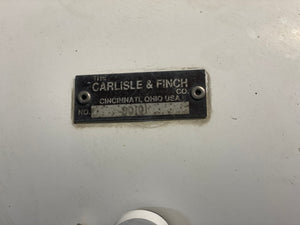 THE
CARLISLE & FINCH
CO.
CINCINNATI, OHIO USA
NO.